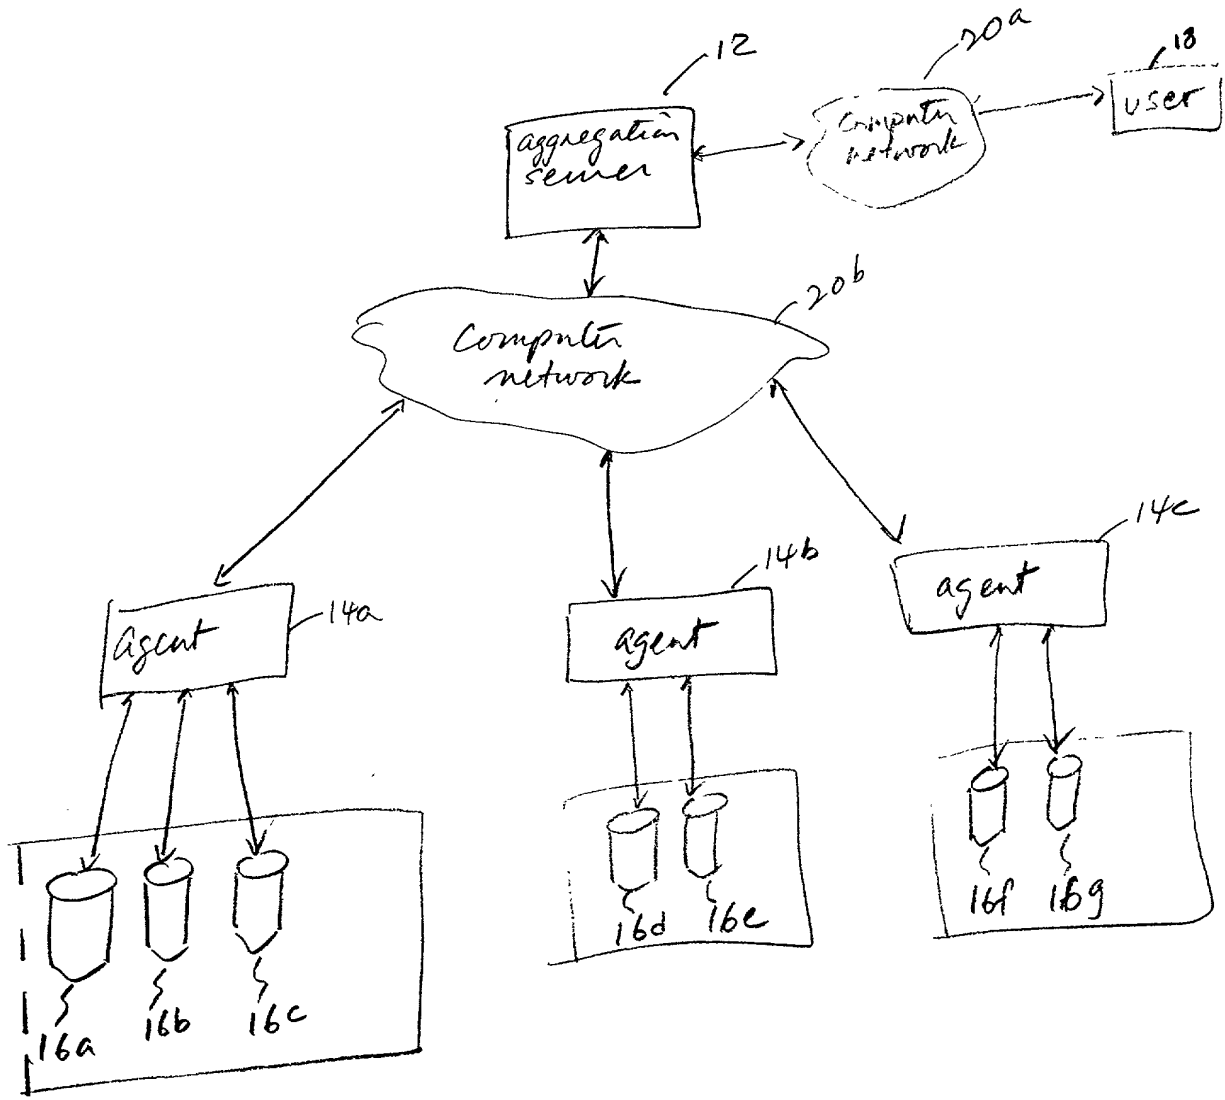 12
20a
18
aggregation
server
computer
network
user
20b
Computer
network
14c
agent
14b
agent
14a
Agent
16f
16g
16d
16e
16a
16b
16c